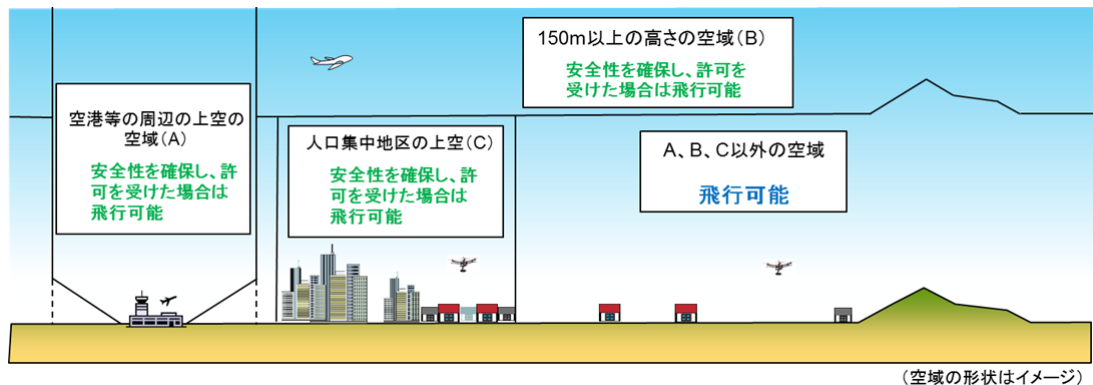 150m以上の高さの空域(B)
安全性を確保し、許可を
受けた場合は飛行可能
空港等の周辺の上空の
空域(A)
安全性を確保し、許
可を受けた場合は
飛行可能
人口集中地区の上空(C)
安全性を確保し、許
可を受けた場合は
飛行可能
A、B、C以外の空域
飛行可能
(空域の形状はイメージ)